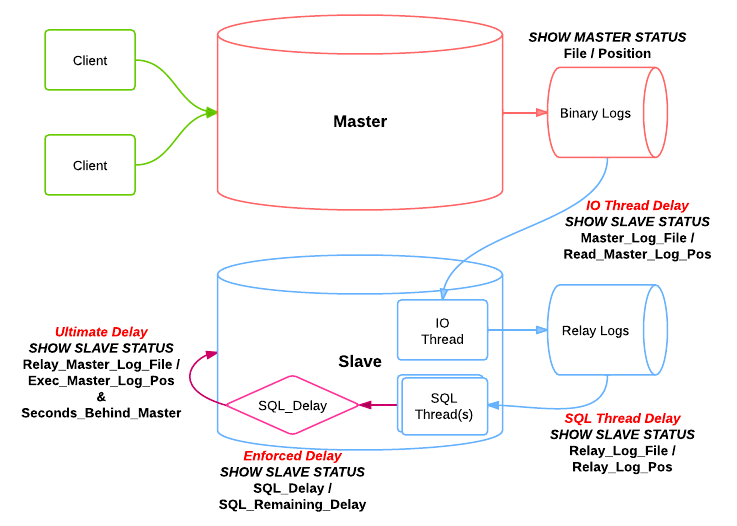 Client
Client
Master
SHOW MASTER STATUS
File / Position
Binary Logs
IO Thread Delay
SHOW SLAVE STATUS
Master_Log_File /
Read_Master_Log_Pos
IO
Thread
Relay Logs
Slave
Ultimate Delay
SHOW SLAVE STATUS
Relay_Master_Log_File /
Exec_Master_Log_Pos
&
Seconds_Behind_Master
SQL_Delay
SQL
Thread(s)
SQL Thread Delay
SHOW SLAVE STATUS
Relay_Log_File /
Relay_Log_Pos
Enforced Delay
SHOW SLAVE STATUS
SQL_Delay /
SQL_Remaining_Delay